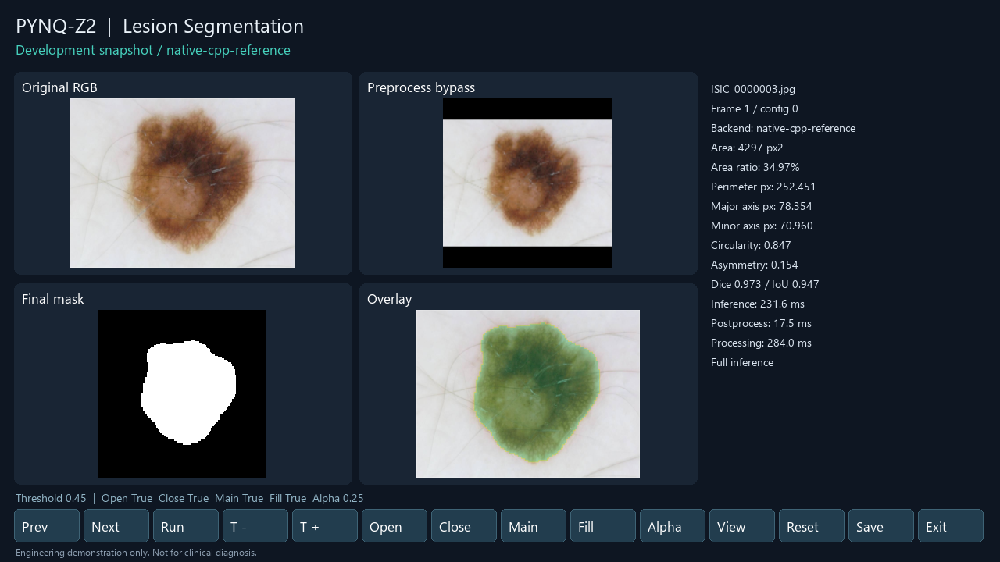 PYNQ-Z2 | Lesion Segmentation
Development snapshot / native-cpp-reference
Original RGB
Preprocess bypass
ISIC_0000003.jpg
Frame 1 / config 0
Backend: native-cpp-reference
Area: 4297 px2
Area ratio: 34.97%
Perimeter px: 252.451
Major axis px: 78.354
Minor axis px: 70.960
Circularity: 0.847
Asymmetry: 0.154
Dice 0.973 / IoU 0.947
Inference: 231.6 ms
Postprocess: 17.5 ms
Processing: 284.0 ms
Full inference
Final mask
Overlay
Threshold 0.45 | Open True Close True Main True Fill True Alpha 0.25
Prev Next Run T - T + Open Close Main Fill Alpha View Reset Save Exit
Engineering demonstration only. Not for clinical diagnosis.